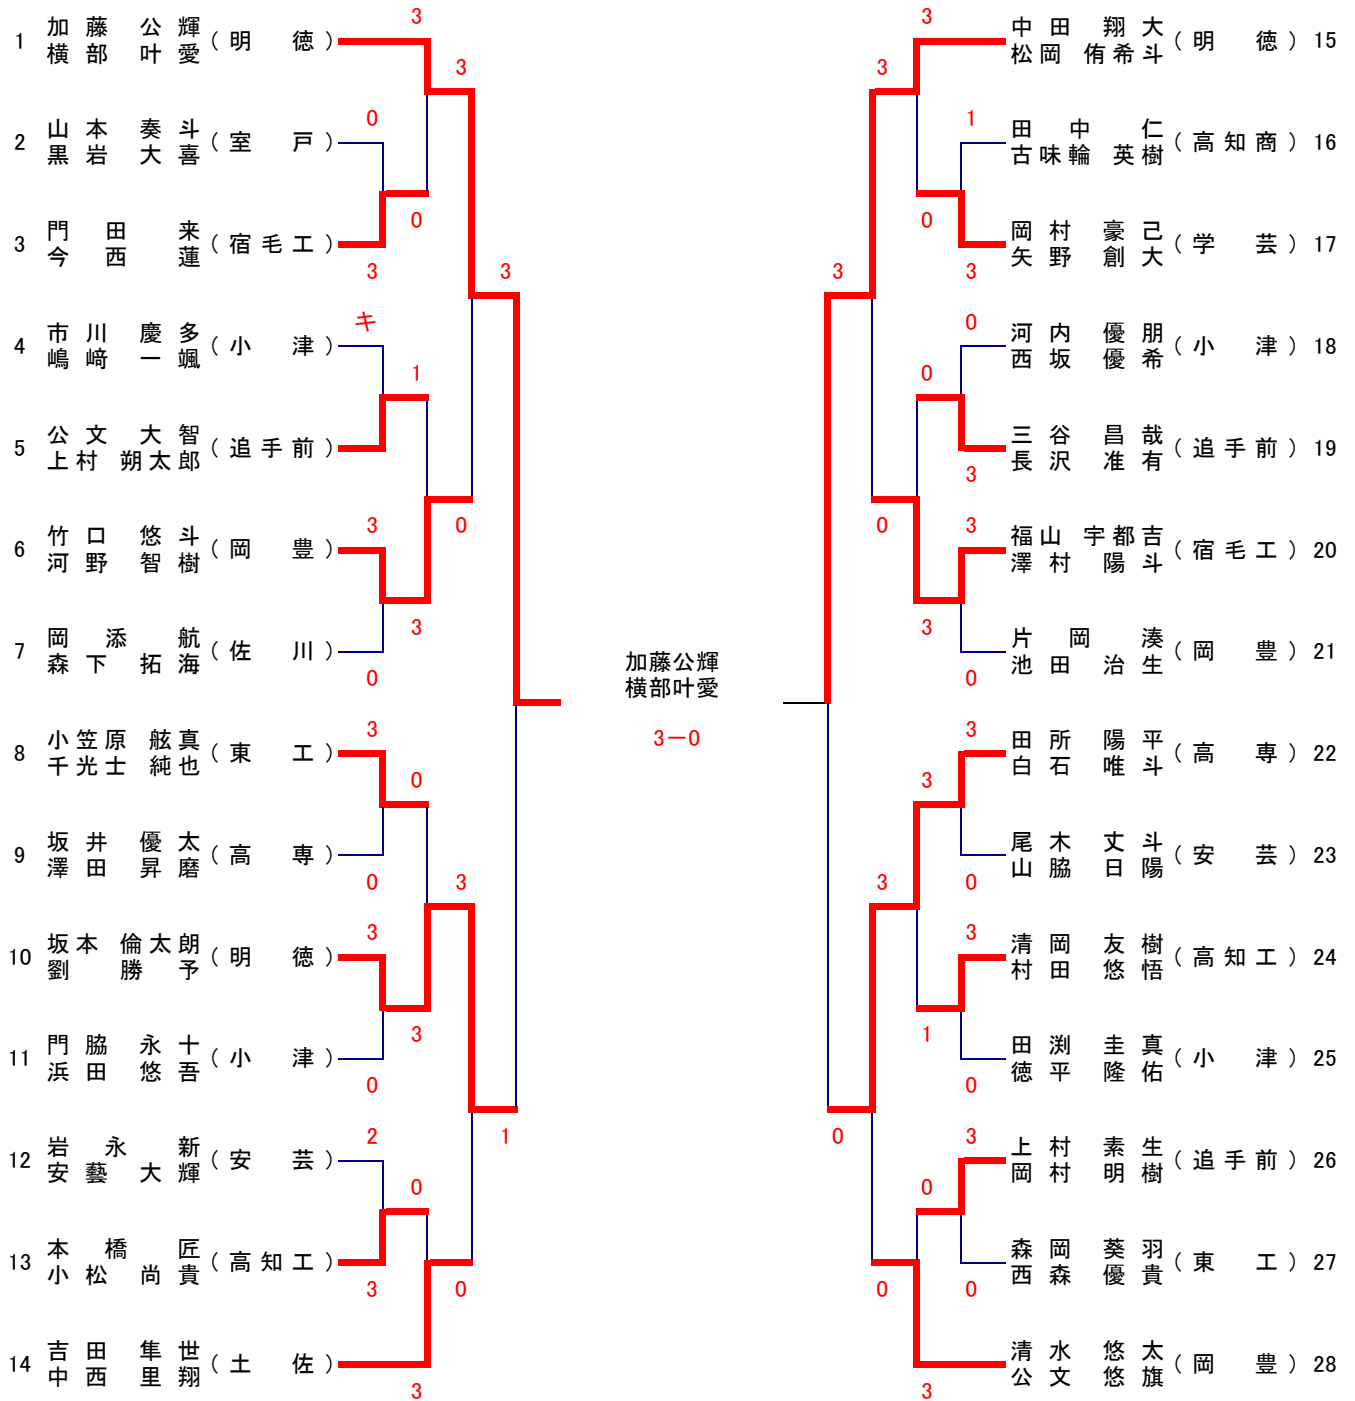 3
1 加藤 公輝 (明 徳)
横部 叶愛
3
0
2 山本 奏斗 (室 戸)
黒岩 大喜
0
3 門田 来 (宿毛工)
今西 蓮
3
3
キ
4 市川 慶多 (小 津)
嶋﨑 一颯
1
5 公文 大智 (追手前)
上村 朔太郎
3
0
6 竹口 悠斗 (岡 豊)
河野 智樹
3
7 岡添 航 (佐 川)
森下 拓海
0
3
8 小笠原 舷真 (東 工)
千光士 純也
0
9 坂井 優太 (高 専)
澤田 昇磨
0
3
3
10 坂本 倫太朗 (明 徳)
劉 勝予
3
11 門脇 永十 (小 津)
浜田 悠吾
0
2
1
12 岩永 新 (安 芸)
安藝 大輝
0
13 本橋 匠 (高知工)
小松 尚貴
3
0
14 吉田 隼世 (土 佐)
中西 里翔
3
加藤公輝
横部叶愛
3－0
3
中田 翔大 (明 徳) 15
松岡 侑希斗
3
1
田中 仁 (高知商) 16
古味輪 英樹
0
岡村 豪己 (学 芸) 17
矢野 創大
3
3
0
河内 優朋 (小 津) 18
西坂 優希
0
三谷 昌哉 (追手前) 19
長沢 准有
3
0
3
福山 宇都吉 (宿毛工) 20
澤村 陽斗
3
片岡 湊 (岡 豊) 21
池田 治生
0
3
田所 陽平 (高 専) 22
白石 唯斗
3
尾木 丈斗 (安 芸) 23
山脇 日陽
0
3
3
清岡 友樹 (高知工) 24
村田 悠悟
1
田渕 圭真 (小 津) 25
徳平 隆佑
0
0
3
上村 素生 (追手前) 26
岡村 明樹
0
森岡 葵羽 (東 工) 27
西森 優貴
0
0
清水 悠太 (岡 豊) 28
公文 悠旗
3